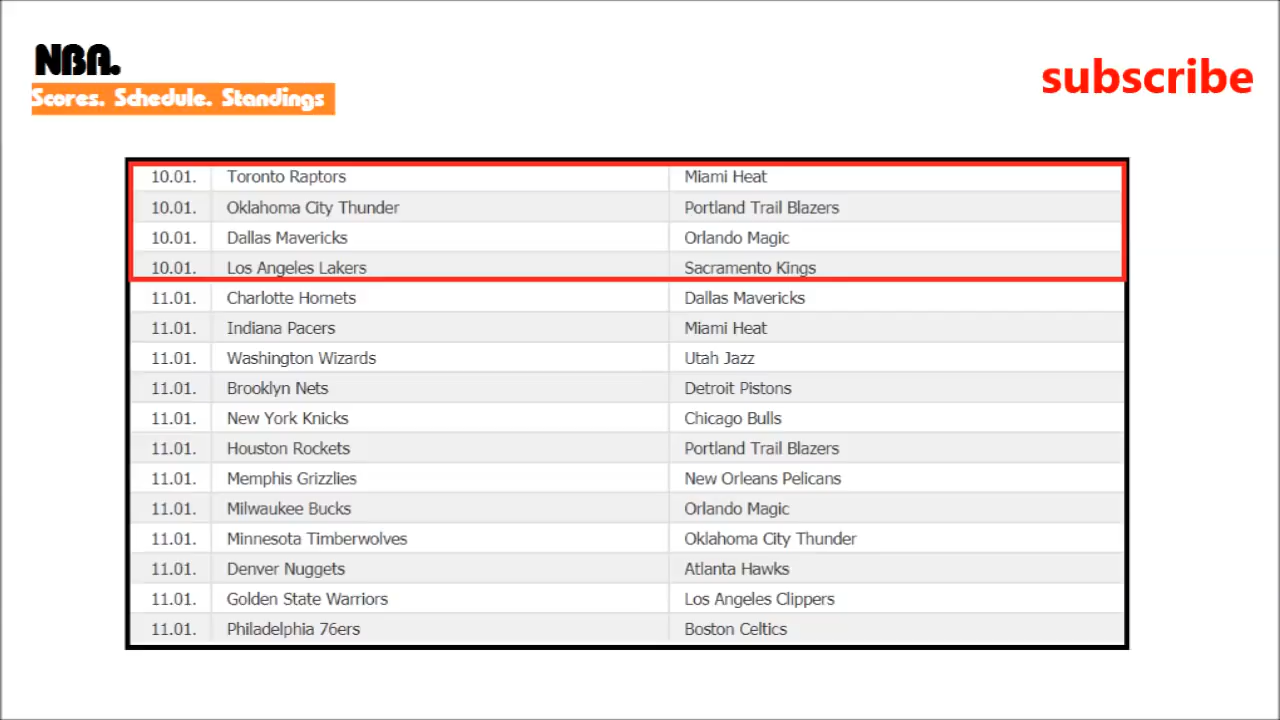 NBA.
Scores. Schedule. Standings
subscribe
10.01. Toronto Raptors Miami Heat
10.01. Oklahoma City Thunder Portland Trail Blazers
10.01. Dallas Mavericks Orlando Magic
10.01. Los Angeles Lakers Sacramento Kings
11.01. Charlotte Hornets Dallas Mavericks
11.01. Indiana Pacers Miami Heat
11.01. Washington Wizards Utah Jazz
11.01. Brooklyn Nets Detroit Pistons
11.01. New York Knicks Chicago Bulls
11.01. Houston Rockets Portland Trail Blazers
11.01. Memphis Grizzlies New Orleans Pelicans
11.01. Milwaukee Bucks Orlando Magic
11.01. Minnesota Timberwolves Oklahoma City Thunder
11.01. Denver Nuggets Atlanta Hawks
11.01. Golden State Warriors Los Angeles Clippers
11.01. Philadelphia 76ers Boston Celtics